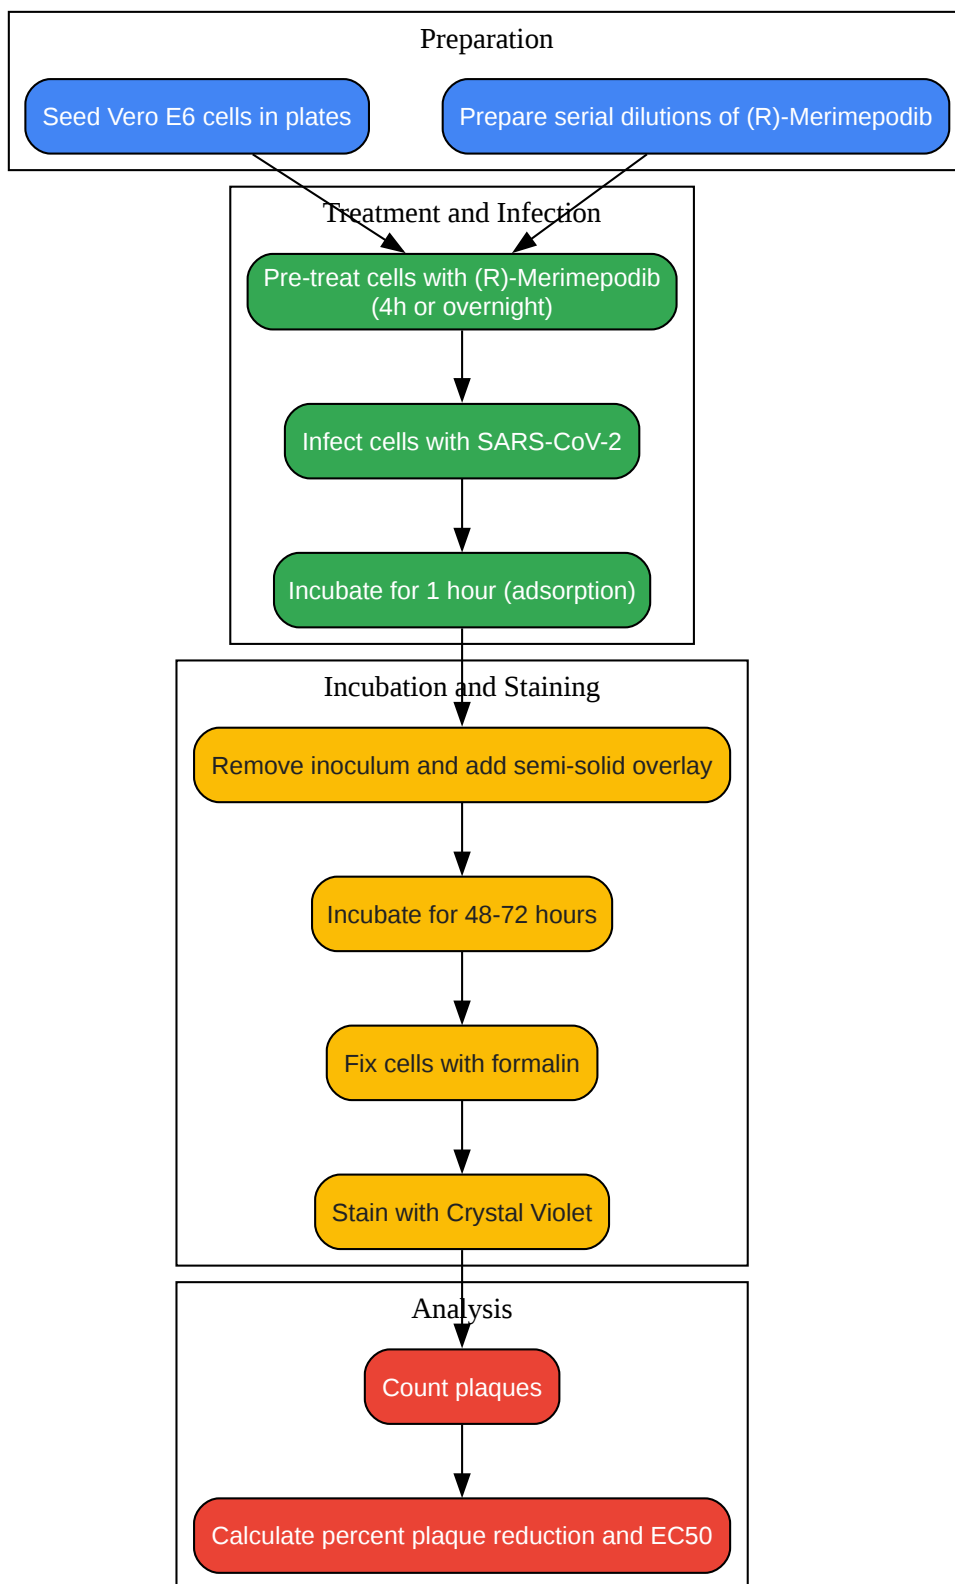 Preparation
Seed Vero E6 cells in plates
Prepare serial dilutions of (R)-Merimepodib
Treatment and Infection
Pre-treat cells with (R)-Merimepodib
(4h or overnight)
Infect cells with SARS-CoV-2
Incubate for 1 hour (adsorption)
Incubation and Staining
Remove inoculum and add semi-solid overlay
Incubate for 48-72 hours
Fix cells with formalin
Stain with Crystal Violet
Analysis
Count plaques
Calculate percent plaque reduction and EC50